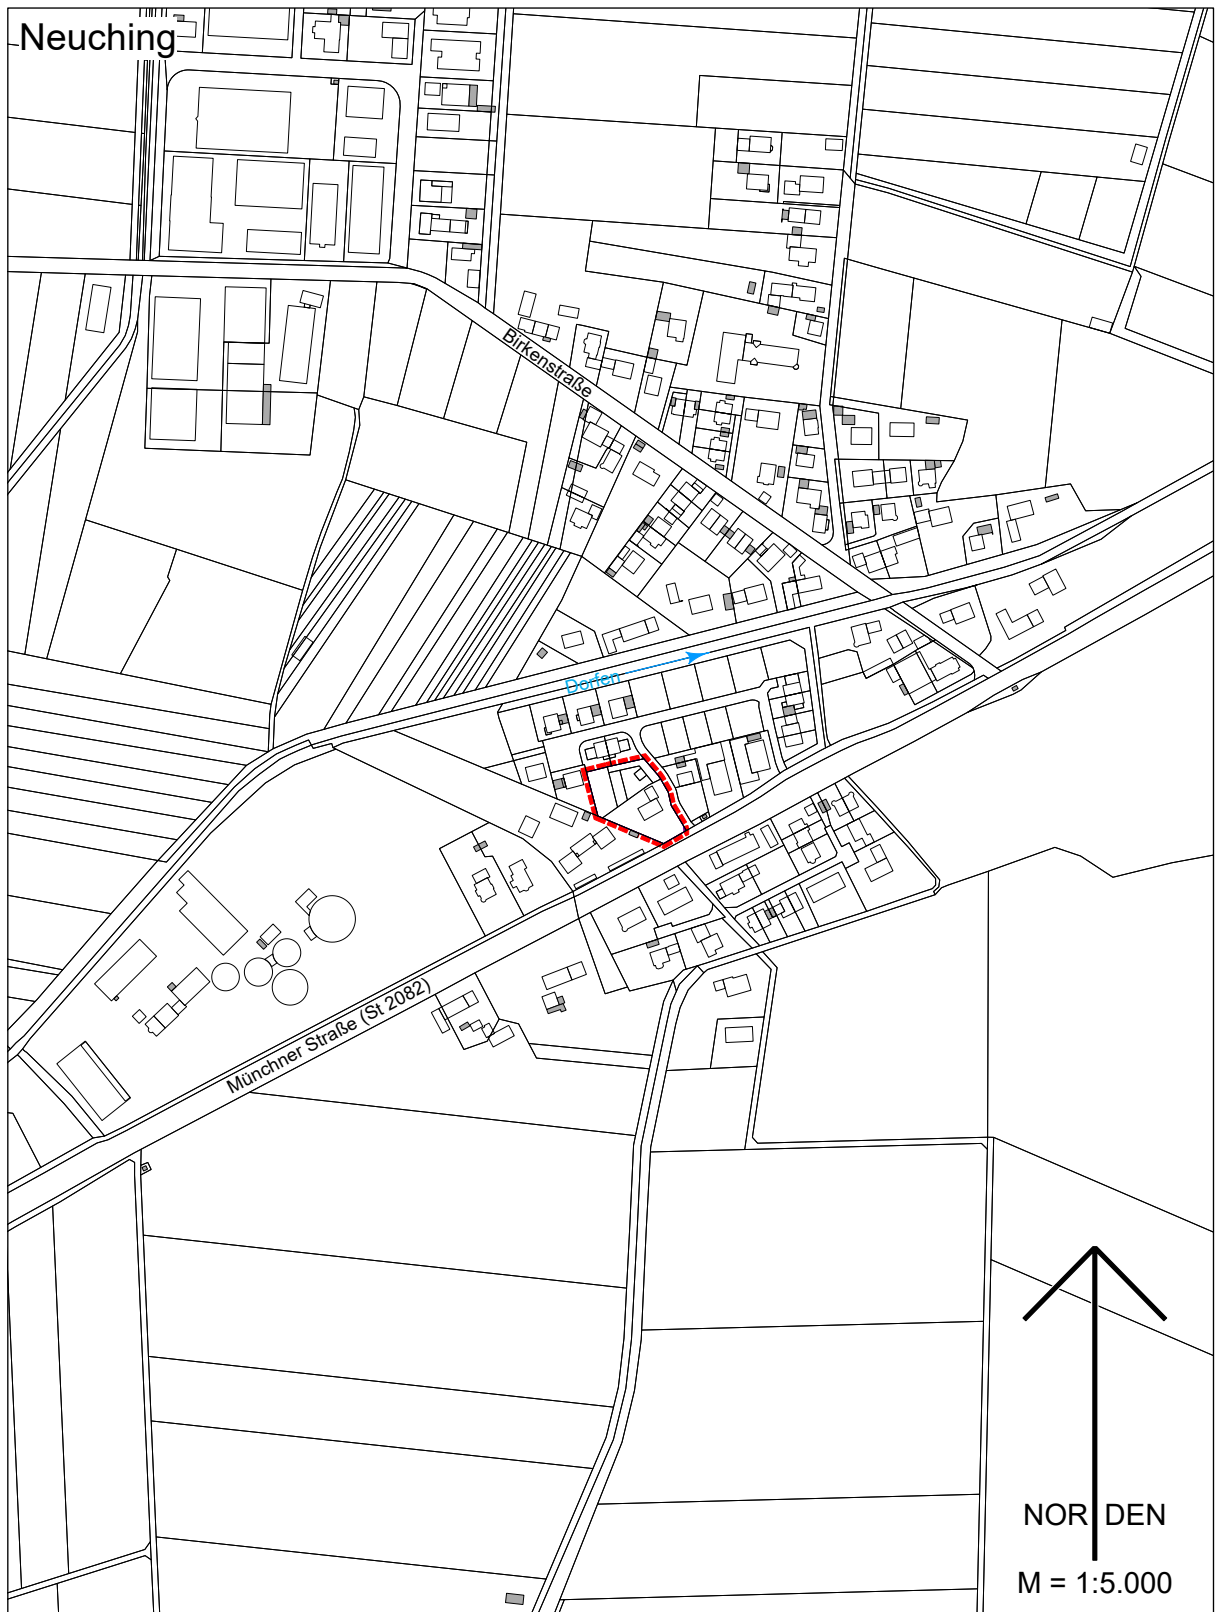 Neuching
Birkenstraße
Dorfen
Münchner Straße (St 2082)
NOR DEN
M = 1:5.000